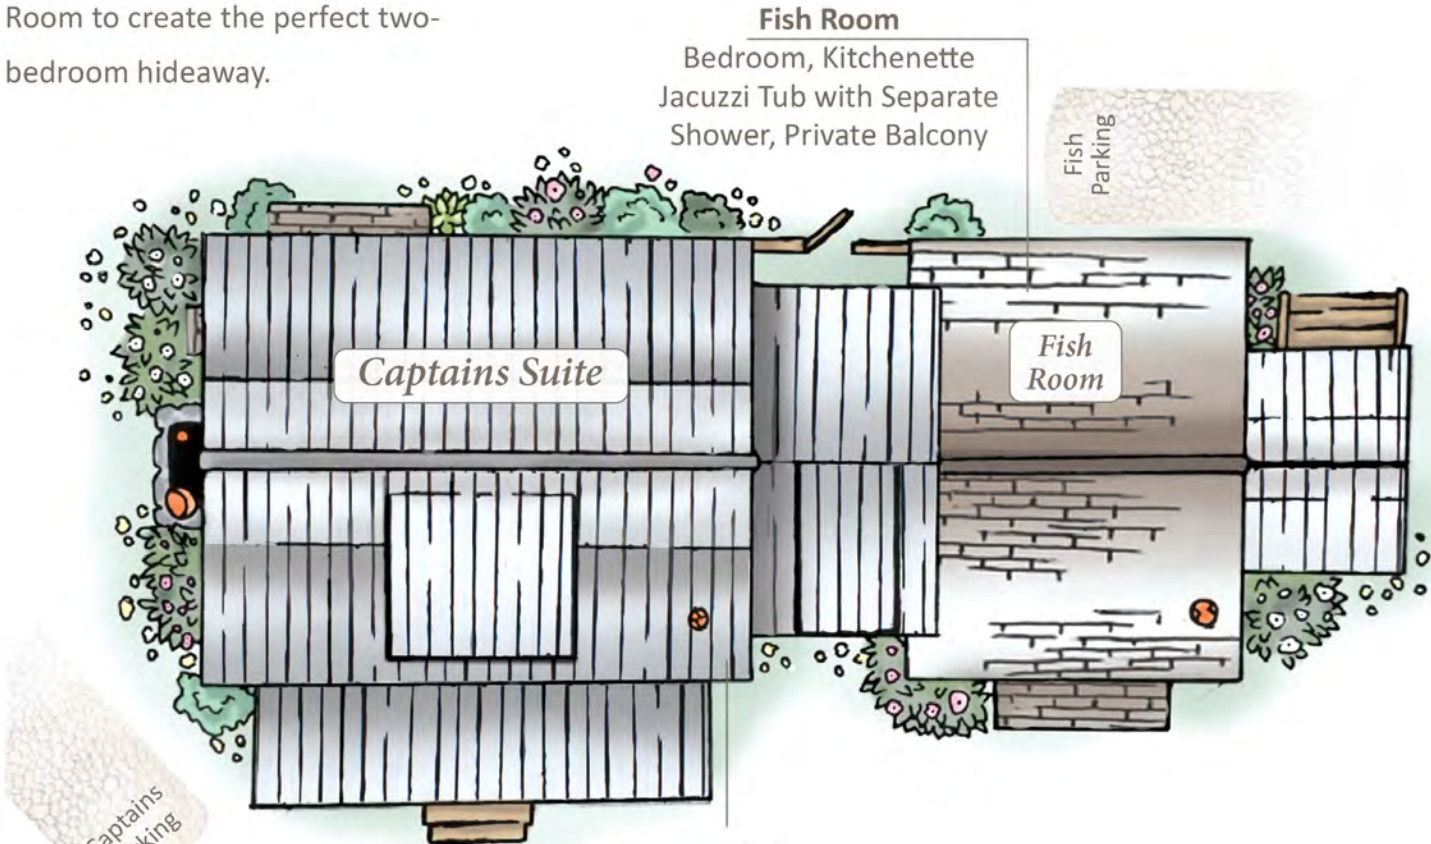 Room to create the perfect two-
bedroom hideaway.
Fish Room
Bedroom, Kitchenette
Jacuzzi Tub with Separate
Shower, Private Balcony
Fish
Parking
Captains Suite
Fish
Room
Captains